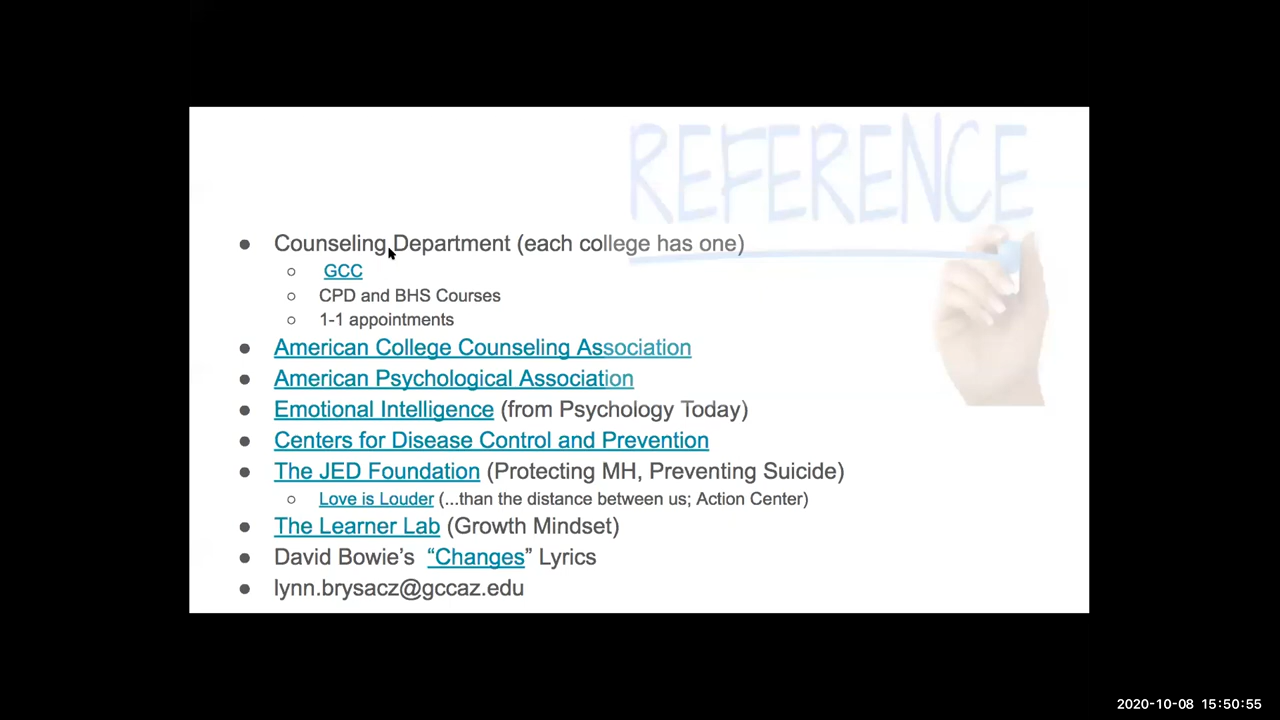 REFERENCE
● Counseling Department (each college has one)
○ GCC
○ CPD and BHS Courses
○ 1-1 appointments
● American College Counseling Association
● American Psychological Association
● Emotional Intelligence (from Psychology Today)
● Centers for Disease Control and Prevention
● The JED Foundation (Protecting MH, Preventing Suicide)
○ Love is Louder (...than the distance between us; Action Center)
● The Learner Lab (Growth Mindset)
● David Bowie’s “Changes” Lyrics
● lynn.brysacz@gccaz.edu
2020-10-08 15:50:55